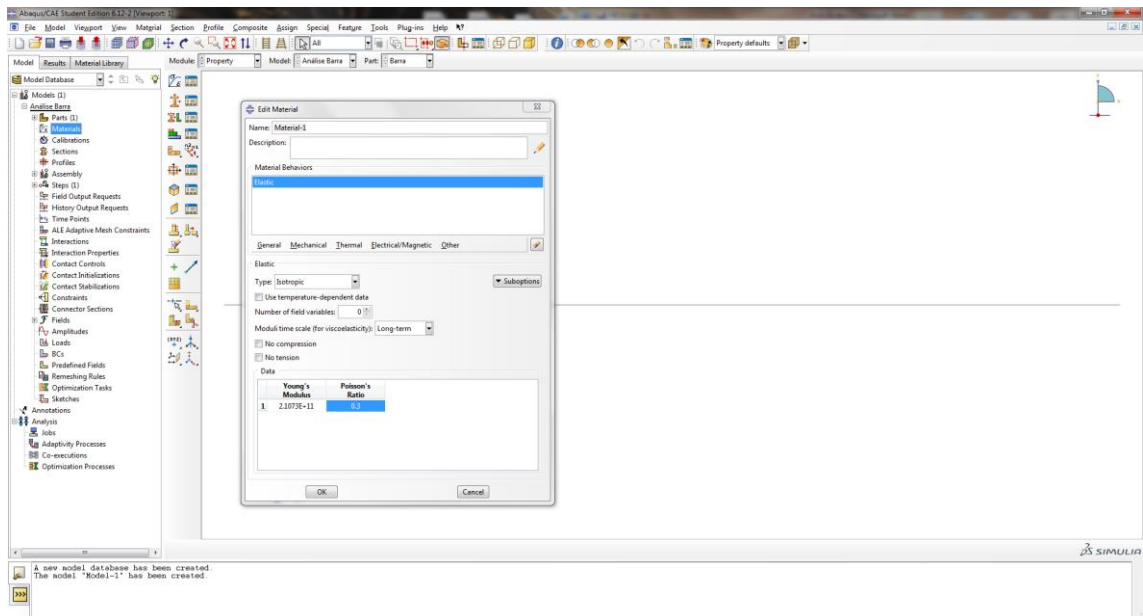 Abaqus/CAE Student Edition 6.12-2 [Viewport: 1]
File Model Viewport View Material Section Profile Composite Assign Special Feature Tools Plug-ins Help
All
Property defaults
Model Results Material Library
Module: Property Model: Análise Barra Part: Barra
Model Database
Models (1)
Análise Barra
Parts (1)
Materials
Calibrations
Sections
Profiles
Assembly
Steps (1)
Field Output Requests
History Output Requests
Time Points
ALE Adaptive Mesh Constraints
Interactions
Interaction Properties
Contact Controls
Contact Initializations
Contact Stabilizations
Constraints
Connector Sections
Fields
Amplitudes
Loads
BCs
Predefined Fields
Remeshing Rules
Optimization Tasks
Sketches
Annotations
Analysis
Jobs
Adaptivity Processes
Co-executions
Optimization Processes
Edit Material
Name: Material-1
Description:
Material Behaviors
Elastic
General Mechanical Thermal Electrical/Magnetic Other
Elastic
Type: Isotropic
Suboptions
Use temperature-dependent data
Number of field variables: 0
Moduli time scale (for viscoelasticity): Long-term
No compression
No tension
Data
Young's Modulus
Poisson's Ratio
1 2.1073E+11 0.3
OK Cancel
SIMULIA
A new model database has been created.
The model "Model-1" has been created.
>>>